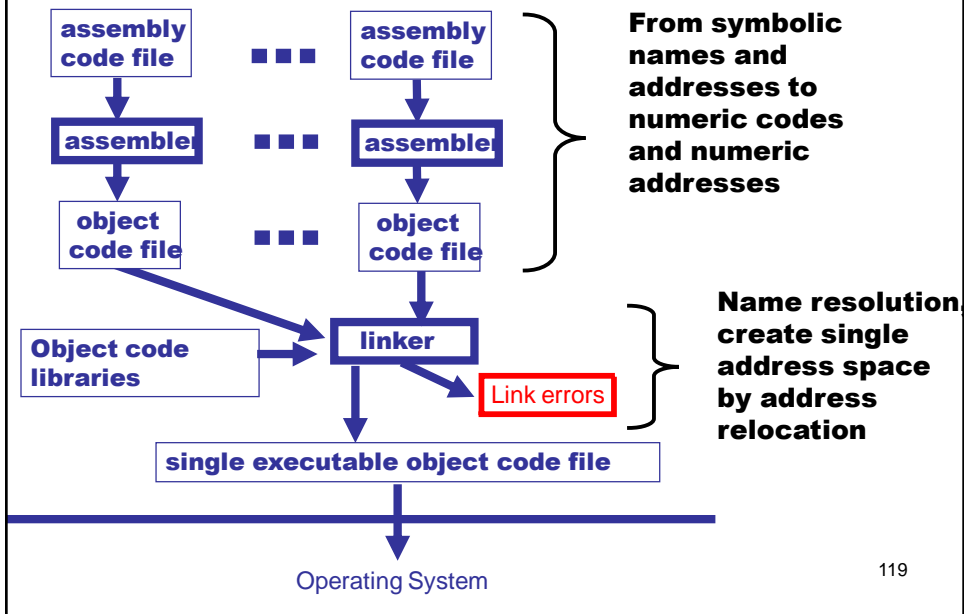 assembly
code file
assembly
code file
From symbolic
names and
addresses to
numeric codes
and numeric
addresses
assembler
assembler
object
code file
object
code file
Name resolution,
create single
address space
by address
relocation
linker
Object code
libraries
Link errors
single executable object code file
Operating System
119